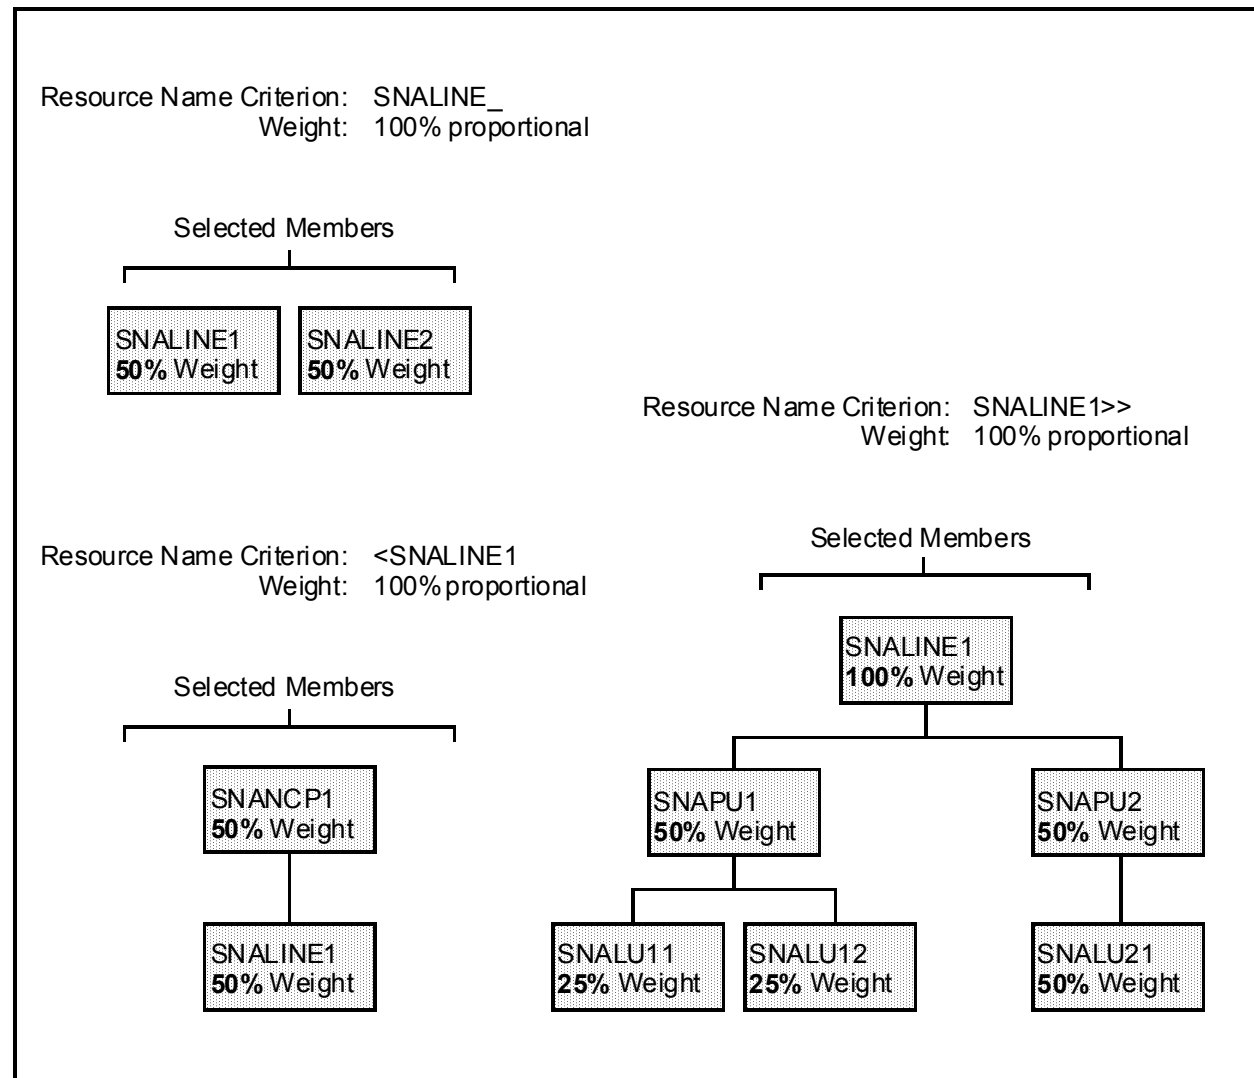 Resource Name Criterion: SNALINE_
Weight: 100% proportional
Selected Members
SNALINE1
50% Weight
SNALINE2
50% Weight
Resource Name Criterion: SNALINE1>>
Weight: 100% proportional
Selected Members
SNALINE1
100% Weight
SNAPU1
50% Weight
SNAPU2
50% Weight
SNALU11
25% Weight
SNALU12
25% Weight
SNALU21
50% Weight
Resource Name Criterion: <SNALINE1
Weight: 100% proportional
Selected Members
SNANCP1
50% Weight
SNALINE1
50% Weight